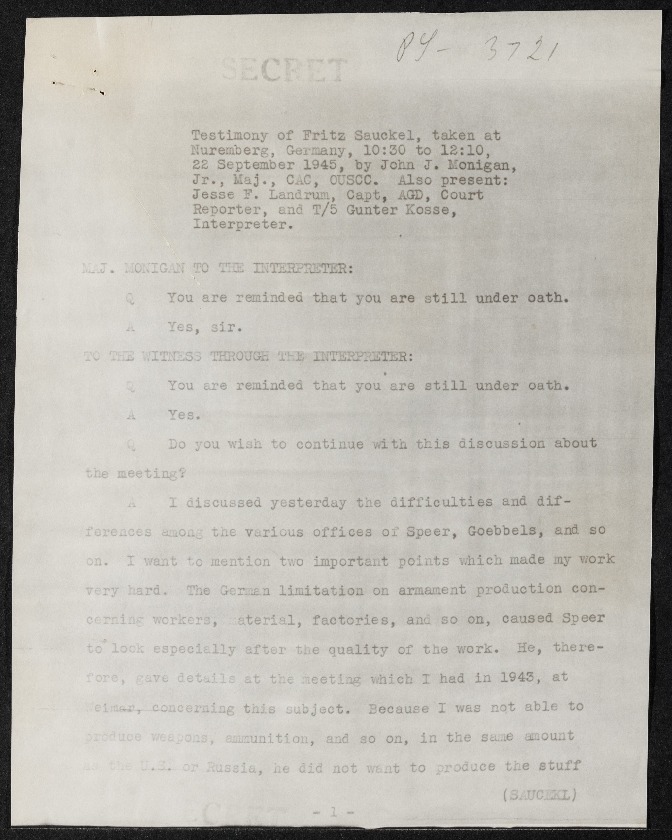 PS- 3721
SECRET
Testimony of Fritz Sauckel, taken at
Nuremberg, Germany, 10:30 to 12:10,
22 September 1945, by John J. Monigan,
Jr., Maj., CAC, OUSCC. Also present:
Jesse F. Landrum, Capt, AGD, Court
Reporter, and T/5 Gunter Kosse,
Interpreter.
MAJ. MONIGAN TO THE INTERPRETER:
Q You are reminded that you are still under oath.
A Yes, sir.
TO THE WITNESS THROUGH THE INTERPRETER:
Q You are reminded that you are still under oath.
A Yes.
Q Do you wish to continue with this discussion about
the meeting?
A I discussed yesterday the difficulties and dif-
ferences among the various offices of Speer, Goebbels, and so
on. I want to mention two important points which made my work
very hard. The German limitation on armament production con-
cerning workers, aterial, factories, and so on, caused Speer
to look especially after the quality of the work. He, there-
fore, gave details at the meeting which I had in 1943, at
Weimar, concerning this subject. Because I was not able to
produce weapons, ammunition, and so on, in the same amount
as the U.S. or Russia, he did not want to produce the stuff
(SAUCEKL)
- 1 -